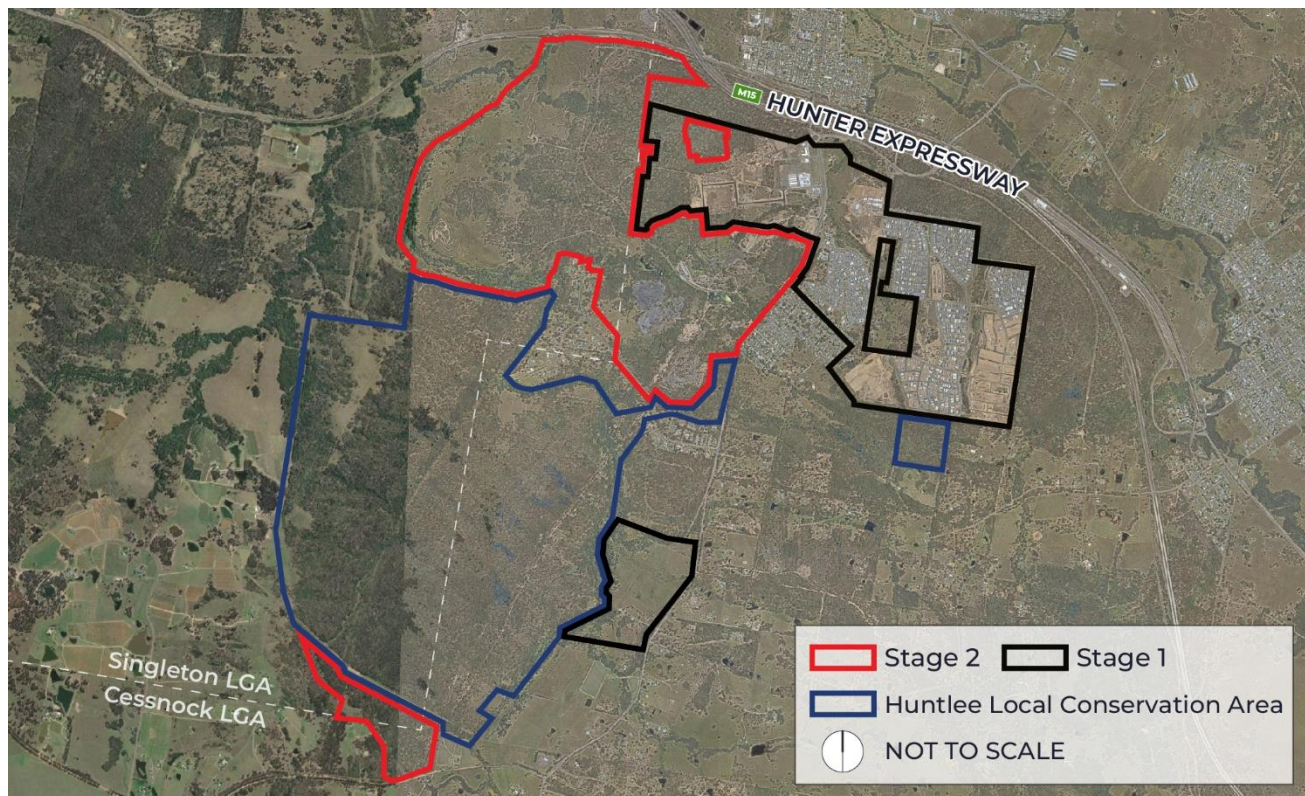 M15 HUNTER EXPRESSWAY
Singleton LGA
Cessnock LGA
Stage 2
Stage 1
Huntlee Local Conservation Area
NOT TO SCALE